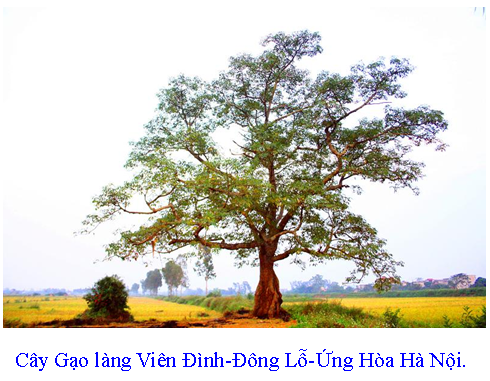 Cây Gạo làng Viên Đình-Đông Lỗ-Ứng Hòa Hà Nội.